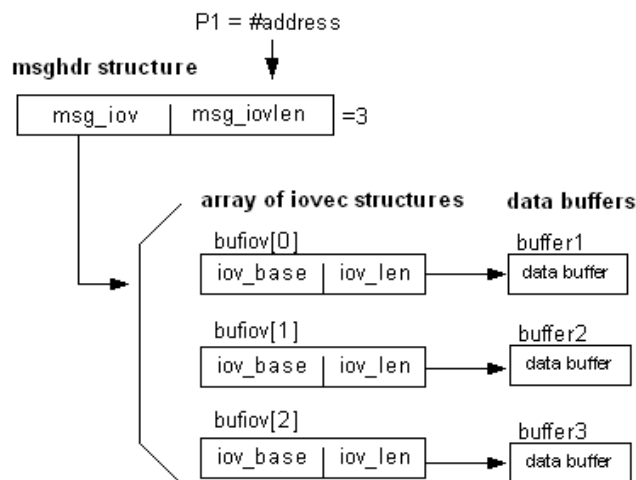 P1 = #address
msghdr structure
msg_iov msg_iovlen =3
array of iovec structures data buffers
bufiov[0] buffer1
iov_base iov_len data buffer
bufiov[1] buffer2
iov_base iov_len data buffer
bufiov[2] buffer3
iov_base iov_len data buffer